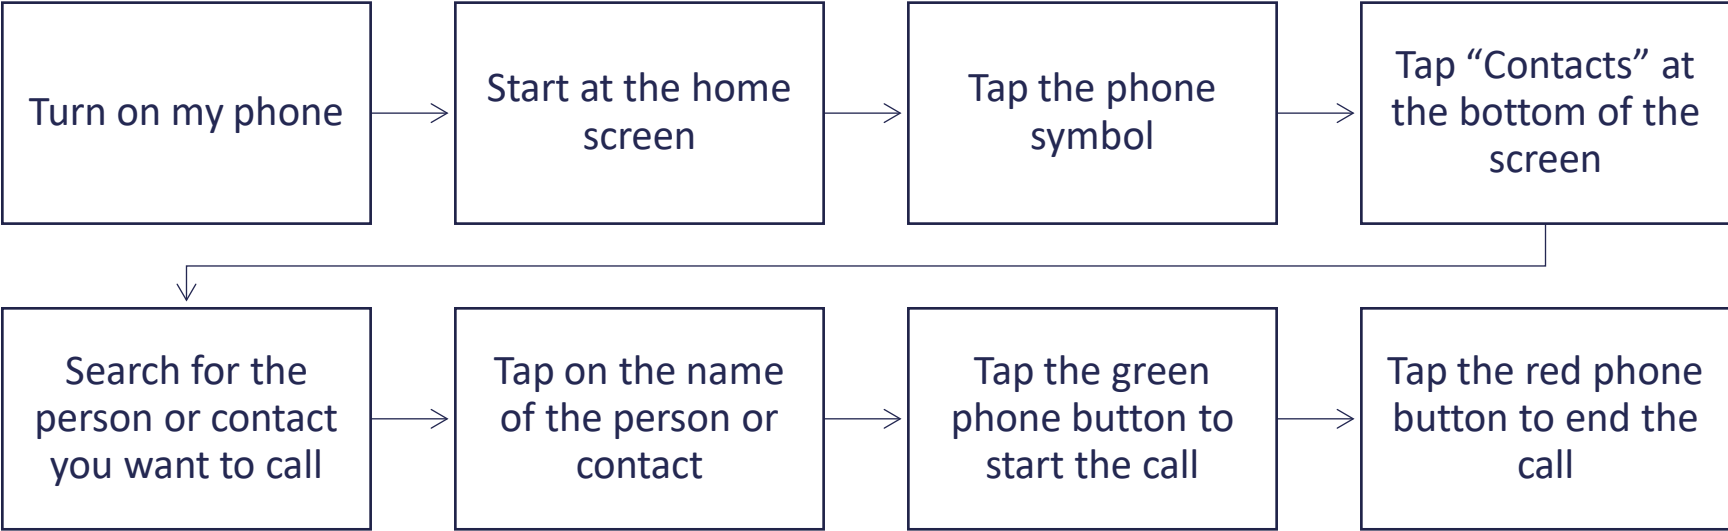 Turn on my phone
Start at the home
screen
Tap the phone
symbol
Tap “Contacts” at
the bottom of the
screen
Search for the
person or contact
you want to call
Tap on the name
of the person or
contact
Tap the green
phone button to
start the call
Tap the red phone
button to end the
call